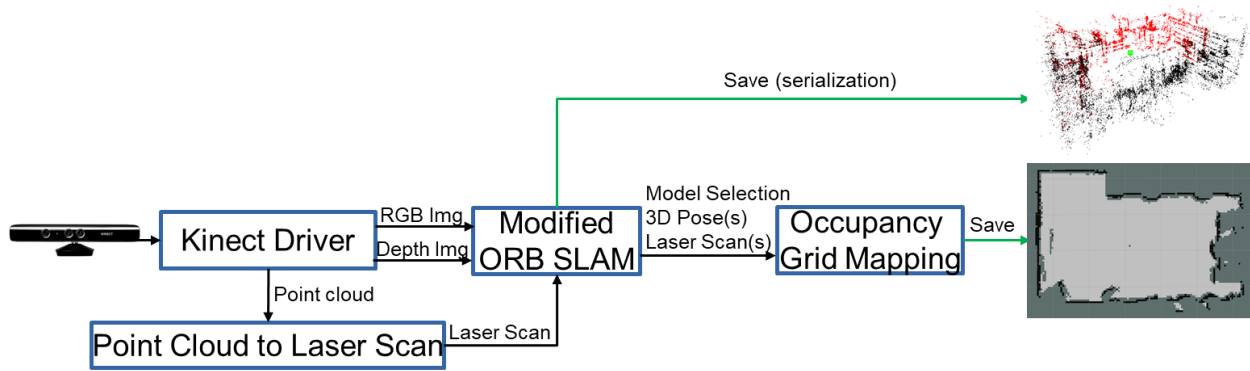 Save (serialization)
Model Selection
3D Pose(s)
Laser Scan(s)
RGB Img
Depth Img
Kinect Driver
Modified
ORB SLAM
Occupancy
Grid Mapping
Save
Point cloud
Point Cloud to Laser Scan
Laser Scan